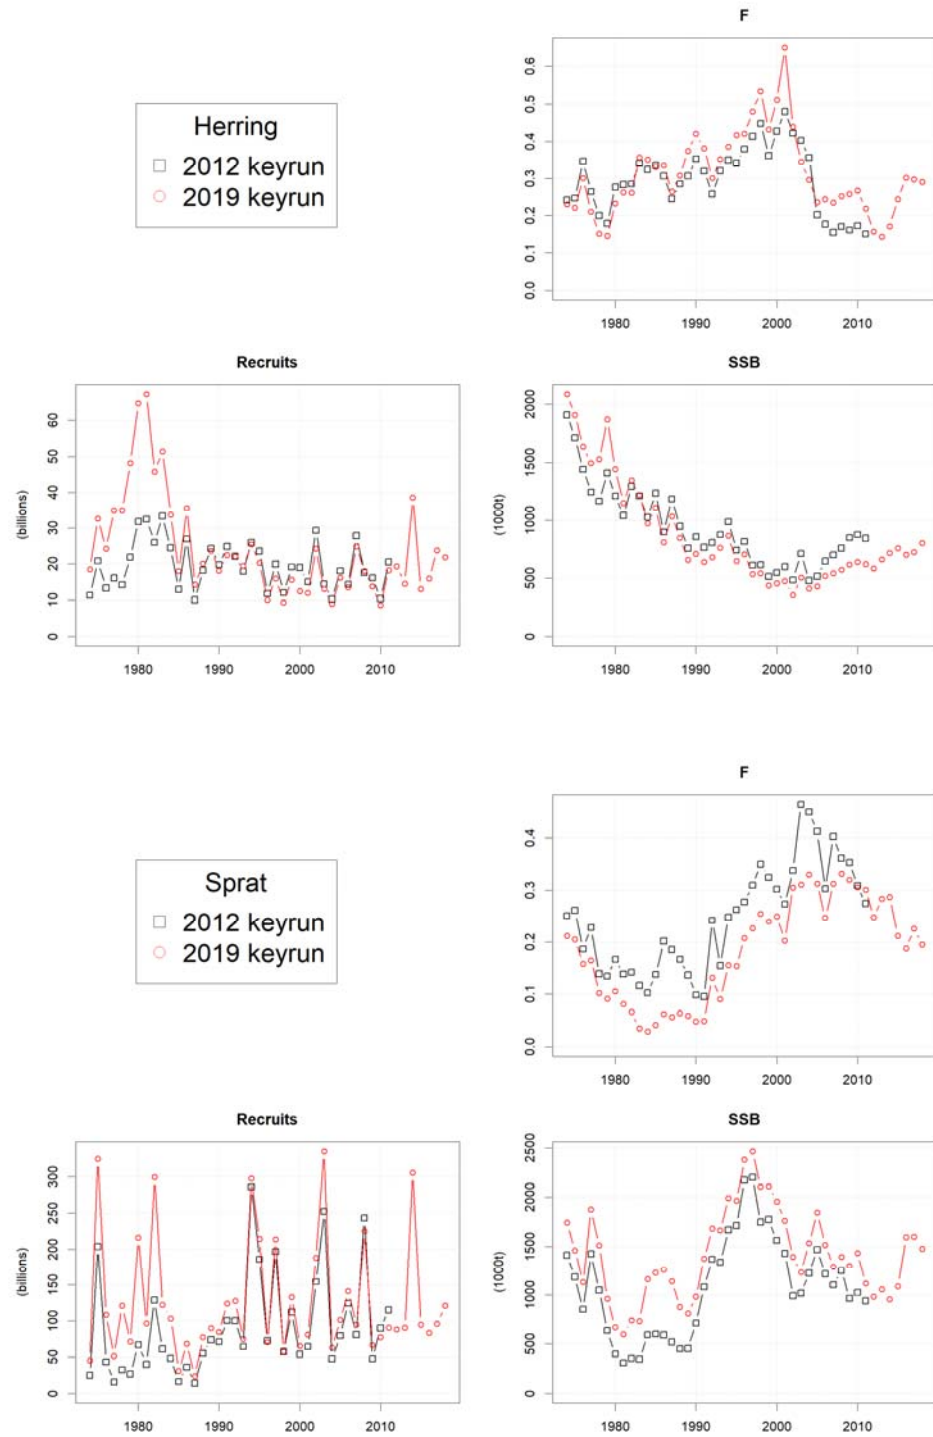 F
Herring
2012 keyrun
2019 keyrun
0.0 0.1 0.2 0.3 0.4 0.5 0.6
1980 1990 2000 2010
Recruits
(billions)
0 10 20 30 40 50 60
1980 1990 2000 2010
SSB
(1000t)
0 500 1000 1500 2000
1980 1990 2000 2010
F
Sprat
2012 keyrun
2019 keyrun
0.0 0.1 0.2 0.3 0.4
1980 1990 2000 2010
Recruits
(billions)
0 50 100 150 200 250 300
1980 1990 2000 2010
SSB
(1000t)
0 500 1000 1500 2000 2500
1980 1990 2000 2010